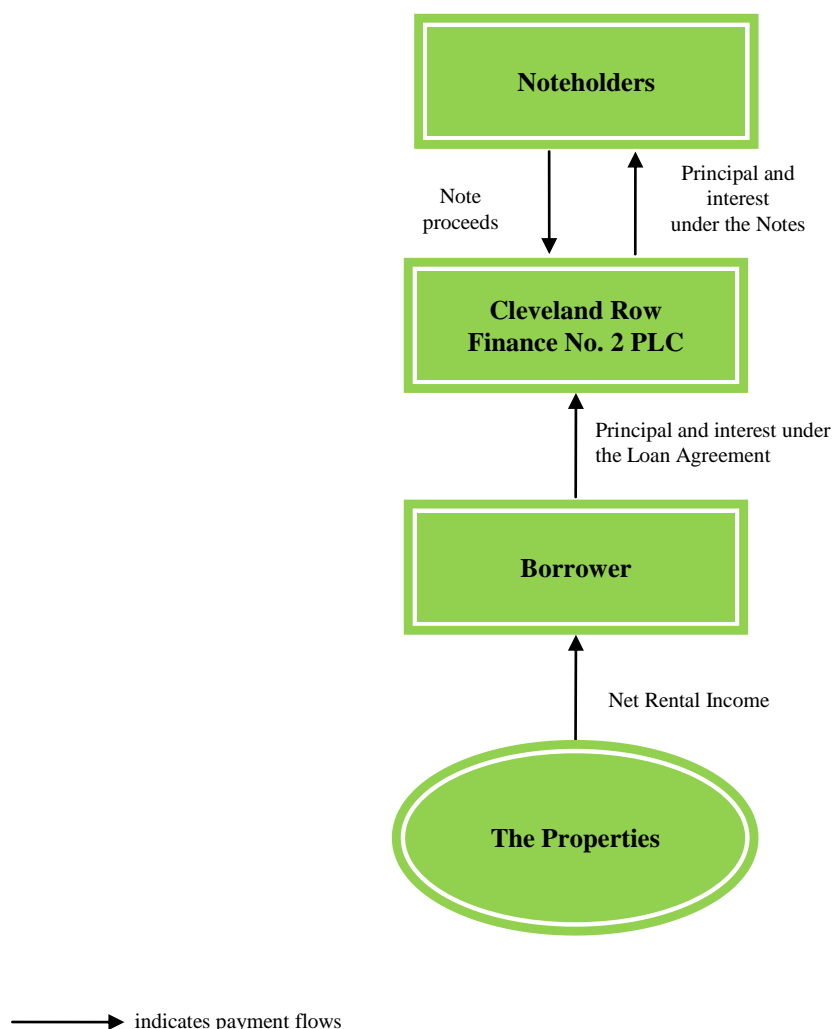 Noteholders
Note
proceeds
Principal and
interest
under the Notes
Cleveland Row
Finance No. 2 PLC
Principal and interest under
the Loan Agreement
Borrower
Net Rental Income
The Properties
indicates payment flows